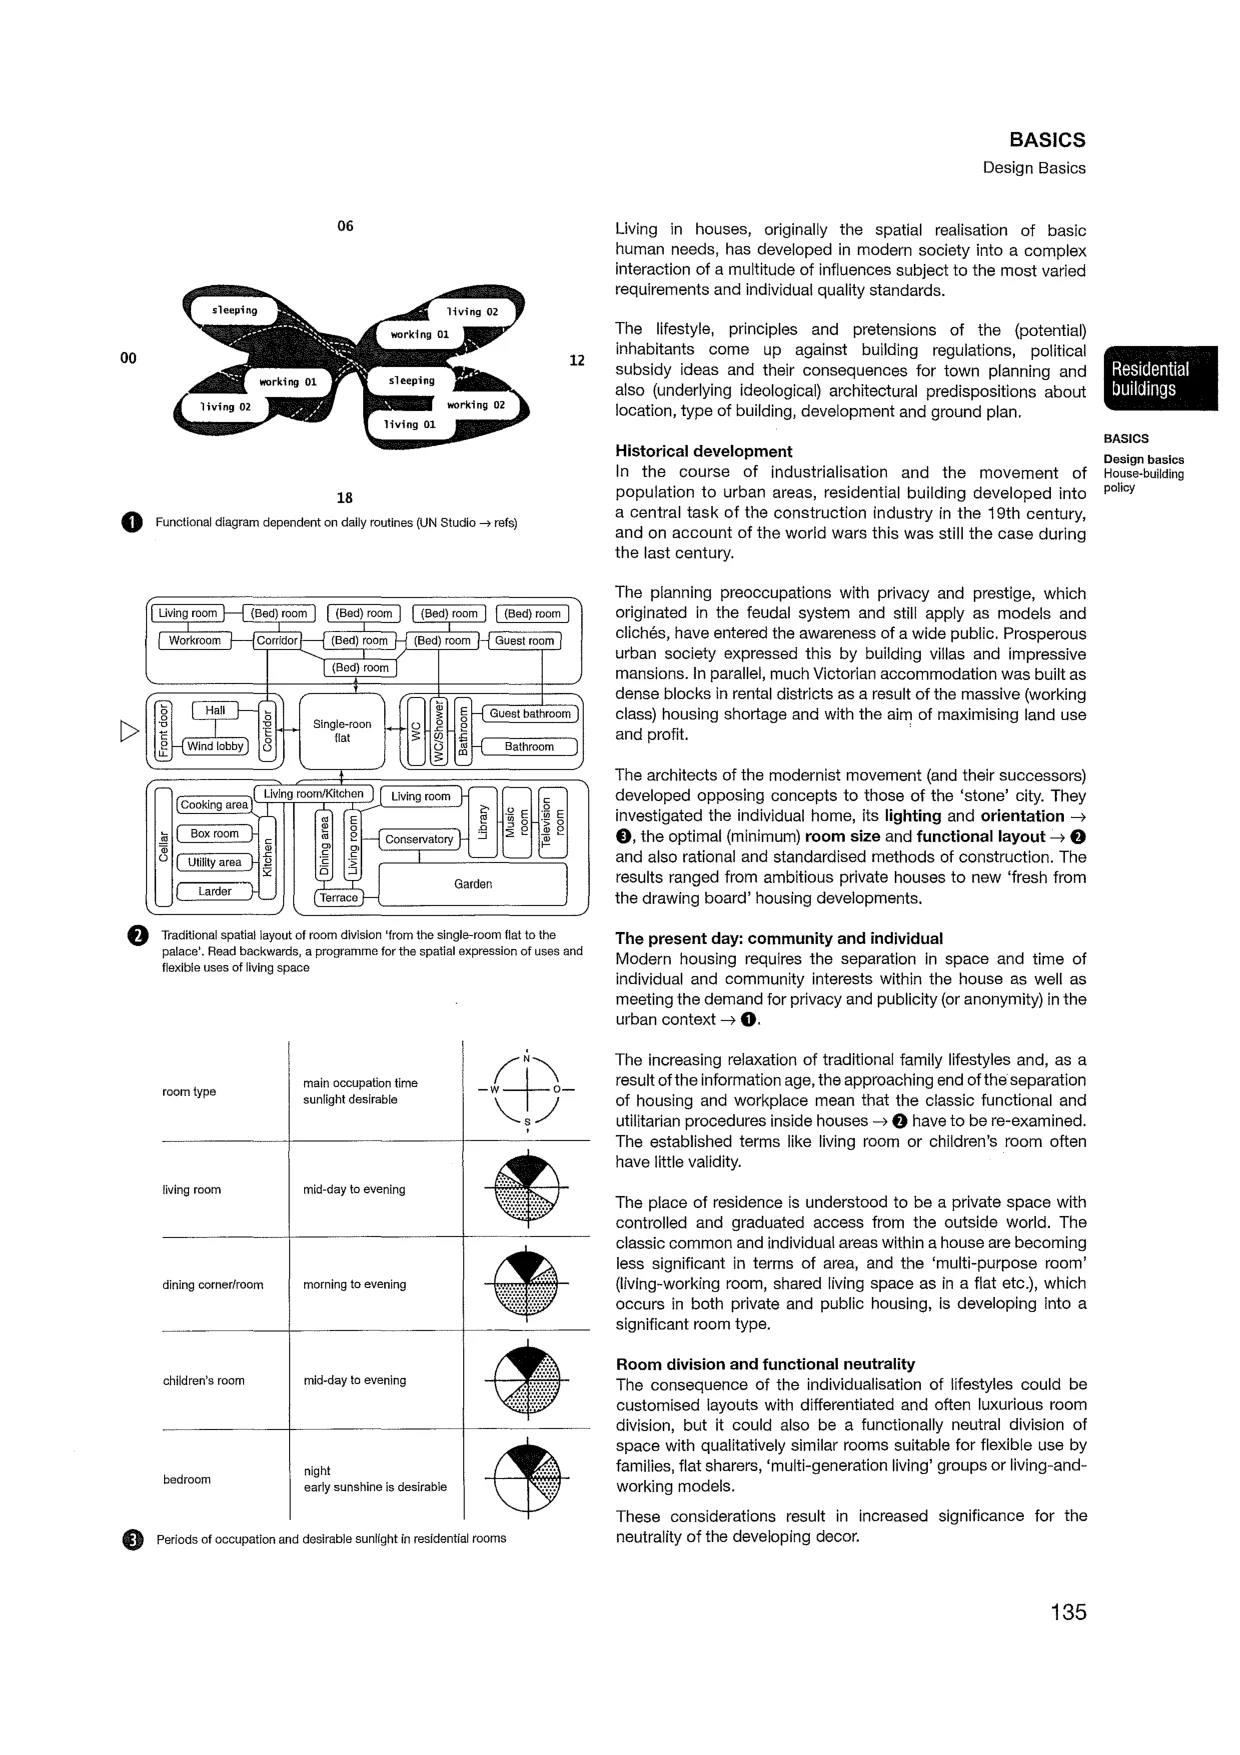 BASICS
Design Basics
06
sleeping
living 02
working 01
00
12
working 01
sleeping
living 02
working 02
living 01
18
1 Functional diagram dependent on daily routines (UN Studio → refs)
Living room
(Bed) room
(Bed) room
(Bed) room
(Bed) room
Workroom
Corridor
(Bed) room
(Bed) room
Guest room
(Bed) room
Front door
Hall
Wind lobby
Corridor
Single-roon
flat
WC
WC/Shower
Bathroom
Guest bathroom
Bathroom
Cellar
Cooking area
Box room
Utility area
Larder
Kitchen
Living room/Kitchen
Dining area
Living room
Terrace
Living room
Conservatory
Library
Music
room
Television
room
Garden
2 Traditional spatial layout of room division 'from the single-room flat to the
palace'. Read backwards, a programme for the spatial expression of uses and
flexible uses of living space
room type
main occupation time
sunlight desirable
N
W
O
S
living room
mid-day to evening
dining corner/room
morning to evening
children's room
mid-day to evening
bedroom
night
early sunshine is desirable
3 Periods of occupation and desirable sunlight in residential rooms
Living in houses, originally the spatial realisation of basic
human needs, has developed in modern society into a complex
interaction of a multitude of influences subject to the most varied
requirements and individual quality standards.
The lifestyle, principles and pretensions of the (potential)
inhabitants come up against building regulations, political
subsidy ideas and their consequences for town planning and
also (underlying ideological) architectural predispositions about
location, type of building, development and ground plan.
Historical development
In the course of industrialisation and the movement of
population to urban areas, residential building developed into
a central task of the construction industry in the 19th century,
and on account of the world wars this was still the case during
the last century.
The planning preoccupations with privacy and prestige, which
originated in the feudal system and still apply as models and
clichés, have entered the awareness of a wide public. Prosperous
urban society expressed this by building villas and impressive
mansions. In parallel, much Victorian accommodation was built as
dense blocks in rental districts as a result of the massive (working
class) housing shortage and with the aim of maximising land use
and profit.
The architects of the modernist movement (and their successors)
developed opposing concepts to those of the 'stone' city. They
investigated the individual home, its lighting and orientation →
3, the optimal (minimum) room size and functional layout → 2
and also rational and standardised methods of construction. The
results ranged from ambitious private houses to new 'fresh from
the drawing board' housing developments.
The present day: community and individual
Modern housing requires the separation in space and time of
individual and community interests within the house as well as
meeting the demand for privacy and publicity (or anonymity) in the
urban context → 1.
The increasing relaxation of traditional family lifestyles and, as a
result of the information age, the approaching end of the separation
of housing and workplace mean that the classic functional and
utilitarian procedures inside houses → 2 have to be re-examined.
The established terms like living room or children's room often
have little validity.
The place of residence is understood to be a private space with
controlled and graduated access from the outside world. The
classic common and individual areas within a house are becoming
less significant in terms of area, and the 'multi-purpose room'
(living-working room, shared living space as in a flat etc.), which
occurs in both private and public housing, is developing into a
significant room type.
Room division and functional neutrality
The consequence of the individualisation of lifestyles could be
customised layouts with differentiated and often luxurious room
division, but it could also be a functionally neutral division of
space with qualitatively similar rooms suitable for flexible use by
families, flat sharers, 'multi-generation living' groups or living-and-
working models.
These considerations result in increased significance for the
neutrality of the developing decor.
Residential
buildings
BASICS
Design basics
House-building
policy
135